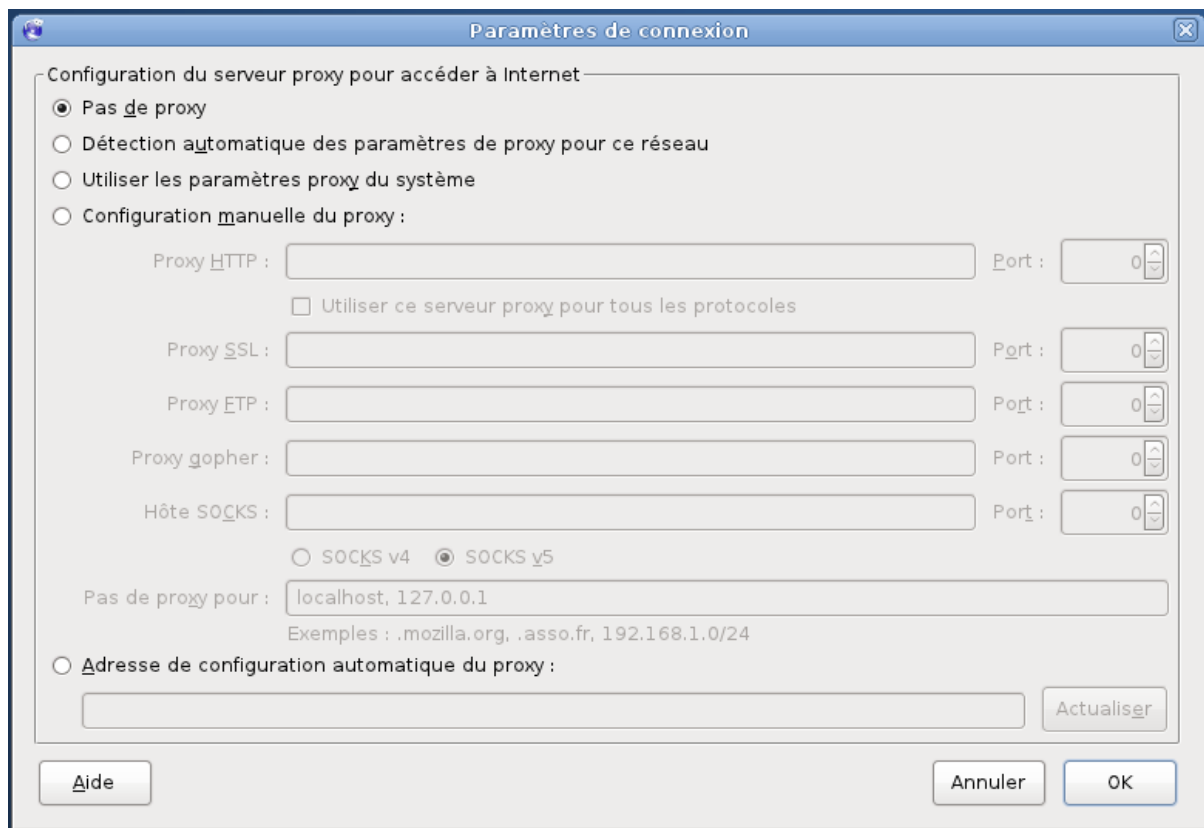 Paramètres de connexion
Configuration du serveur proxy pour accéder à Internet
Pas de proxy
Détection automatique des paramètres de proxy pour ce réseau
Utiliser les paramètres proxy du système
Configuration manuelle du proxy :
Proxy HTTP : Port : 0
Utiliser ce serveur proxy pour tous les protocoles
Proxy SSL : Port : 0
Proxy FTP : Port : 0
Proxy gopher : Port : 0
Hôte SOCKS : Port : 0
SOCKS v4 SOCKS v5
Pas de proxy pour : localhost, 127.0.0.1
Exemples : .mozilla.org, .asso.fr, 192.168.1.0/24
Adresse de configuration automatique du proxy :
Actualiser
Aide Annuler OK